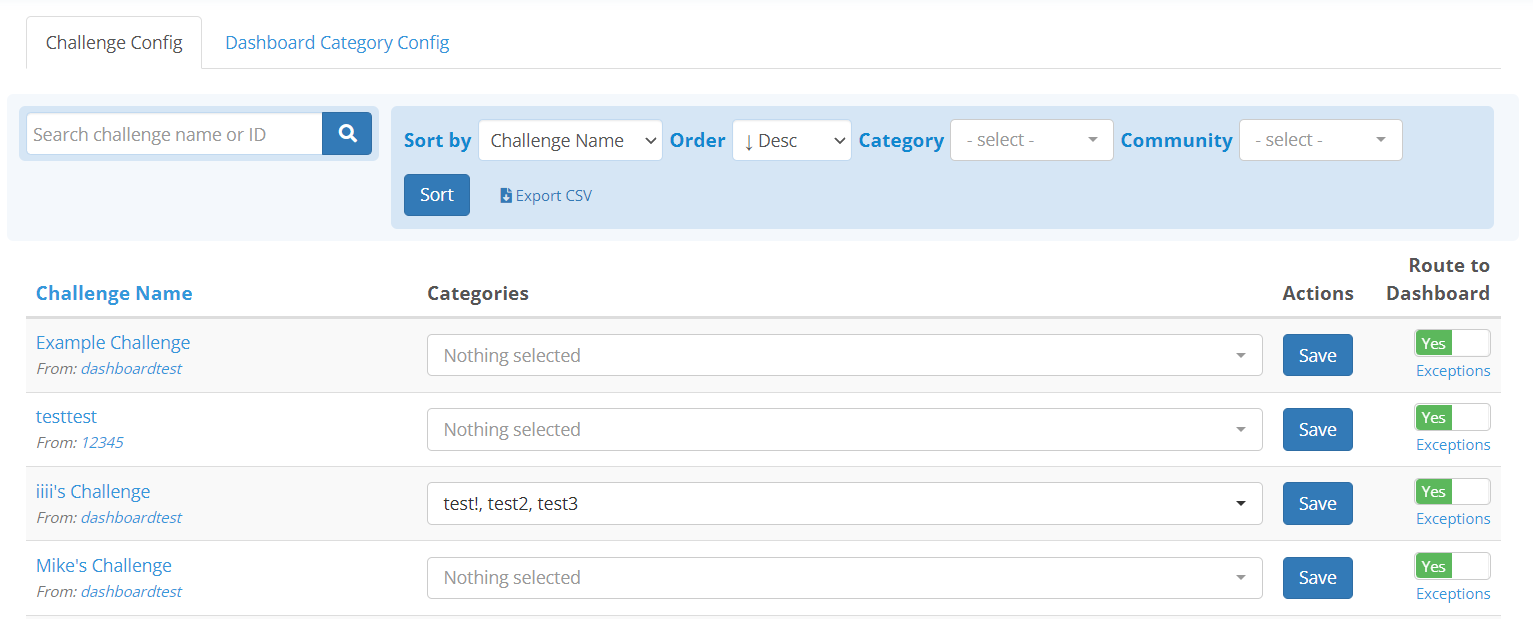 Challenge Config Dashboard Category Config
Search challenge name or ID
Sort by Challenge Name Order ↓ Desc Category - select - Community - select -
Sort Export CSV
Challenge Name Categories Actions Route to Dashboard
Example Challenge
From: dashboardtest
Nothing selected
Save
Yes
Exceptions
testtest
From: 12345
Nothing selected
Save
Yes
Exceptions
iiii's Challenge
From: dashboardtest
test!, test2, test3
Save
Yes
Exceptions
Mike's Challenge
From: dashboardtest
Nothing selected
Save
Yes
Exceptions